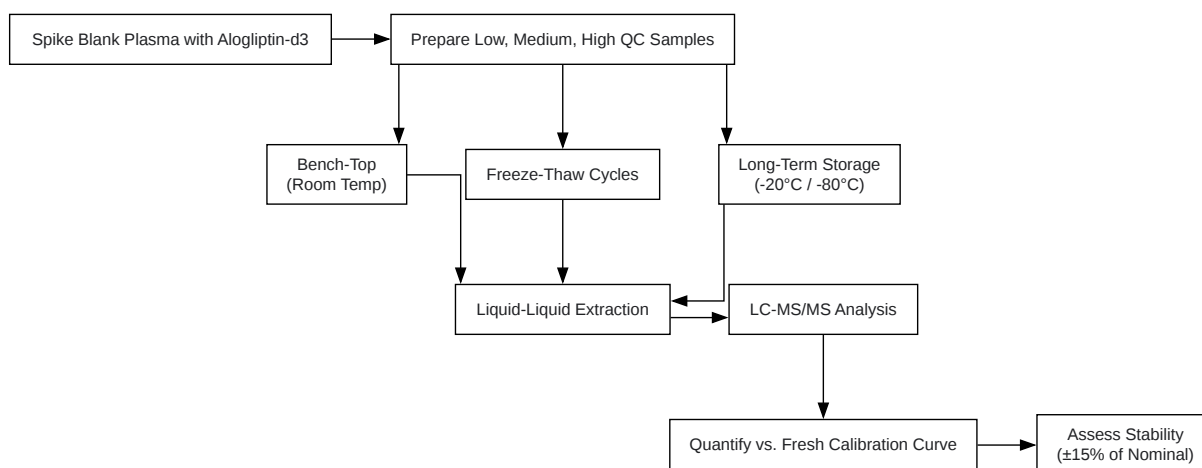 Spike Blank Plasma with Alogliptin-d3
Prepare Low, Medium, High QC Samples
Bench-Top
(Room Temp)
Freeze-Thaw Cycles
Long-Term Storage
(-20°C / -80°C)
Liquid-Liquid Extraction
LC-MS/MS Analysis
Quantify vs. Fresh Calibration Curve
Assess Stability
(±15% of Nominal)